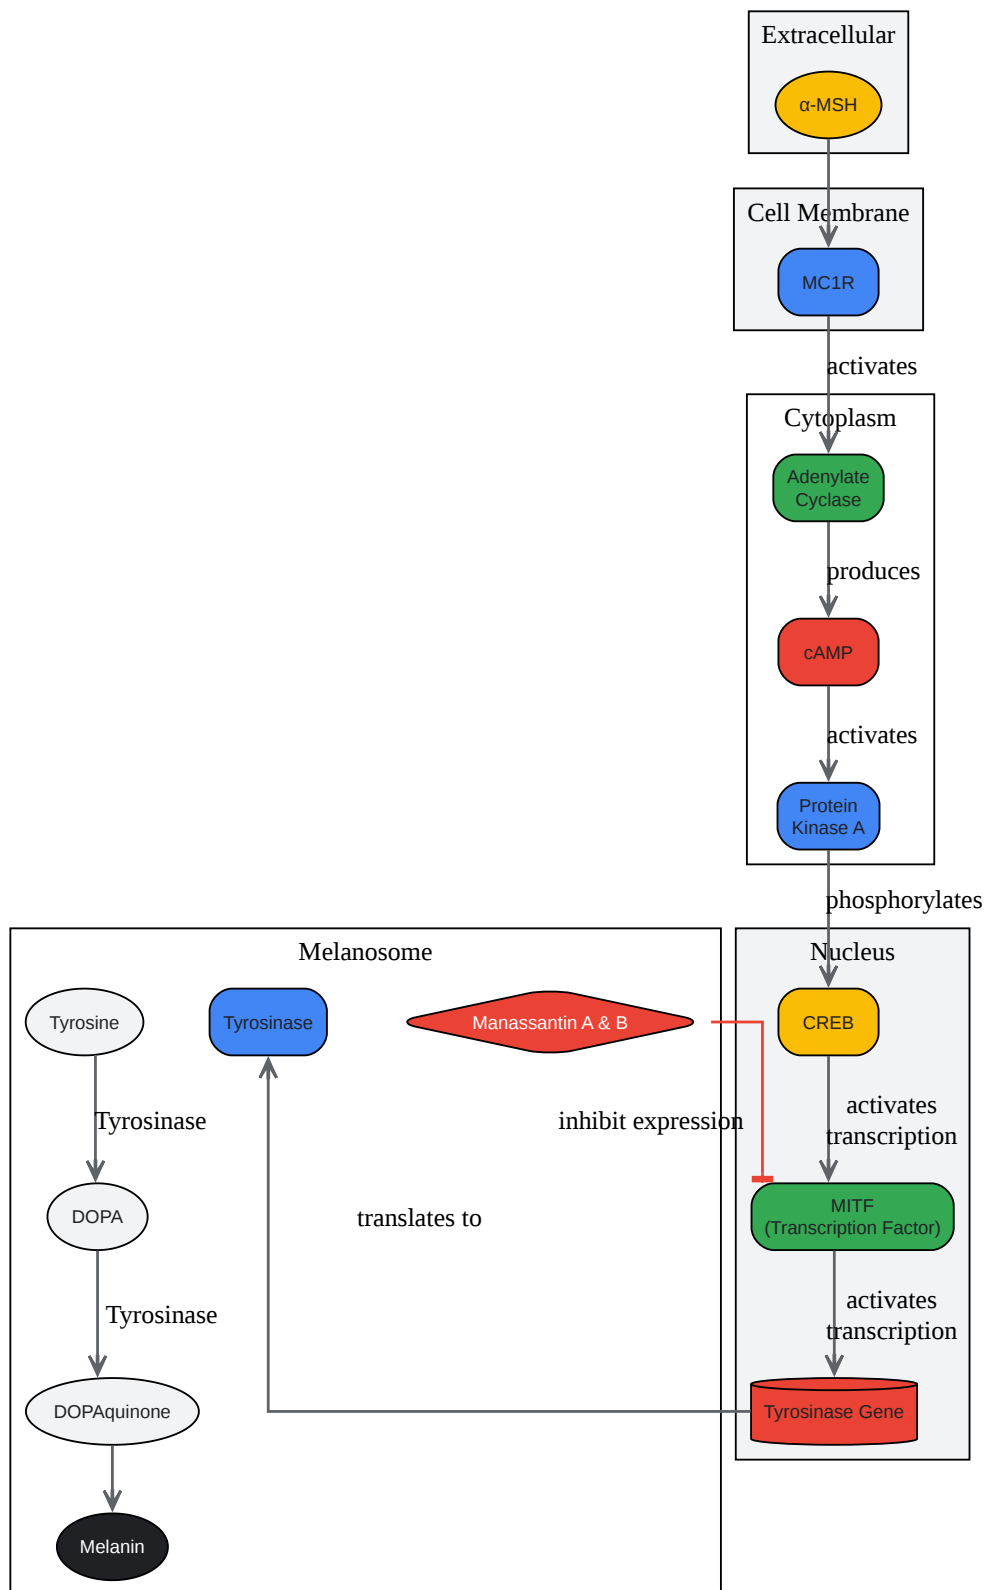 Extracellular
α-MSH
Cell Membrane
MC1R
activates
Cytoplasm
Adenylate
Cyclase
produces
cAMP
activates
Protein
Kinase A
phosphorylates
Melanosome
Nucleus
Tyrosine
Tyrosinase
Manassantin A & B
CREB
Tyrosinase
inhibit expression
activates
transcription
DOPA
translates to
MITF
(Transcription Factor)
Tyrosinase
activates
transcription
DOPAquinone
Tyrosinase Gene
Melanin